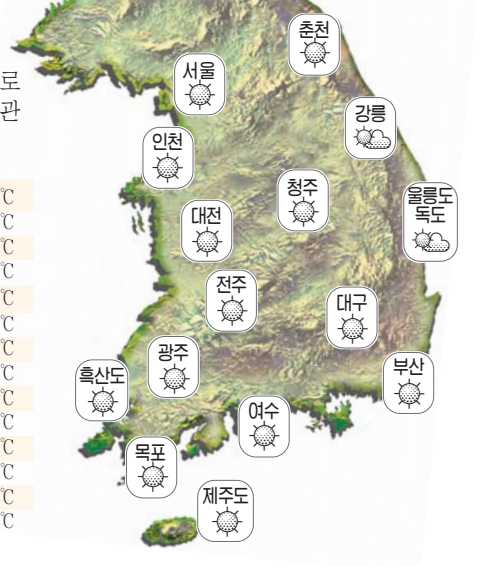 춘천
서울
로
관
강릉
인천
청주
울릉도
독도
대전
℃
℃
℃
℃
℃
℃
℃
℃
℃
℃
℃
℃
℃
℃
전주
대구
광주
흑산도
부산
여수
목포
제주도